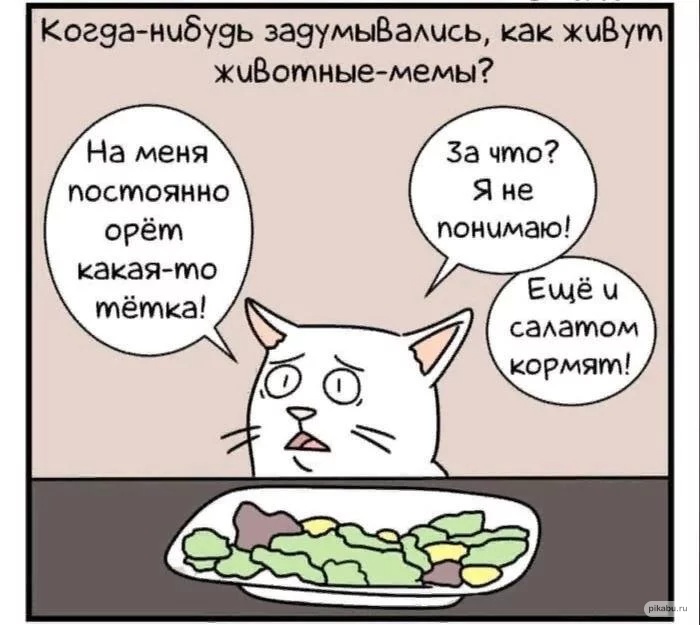 Когда-нибудь задумывались, как живут
животные-мемы?
На меня
постоянно
орёт
какая-то
тётка!
За что?
Я не
понимаю!
Ещё и
салатом
кормят!
pikabu.ru